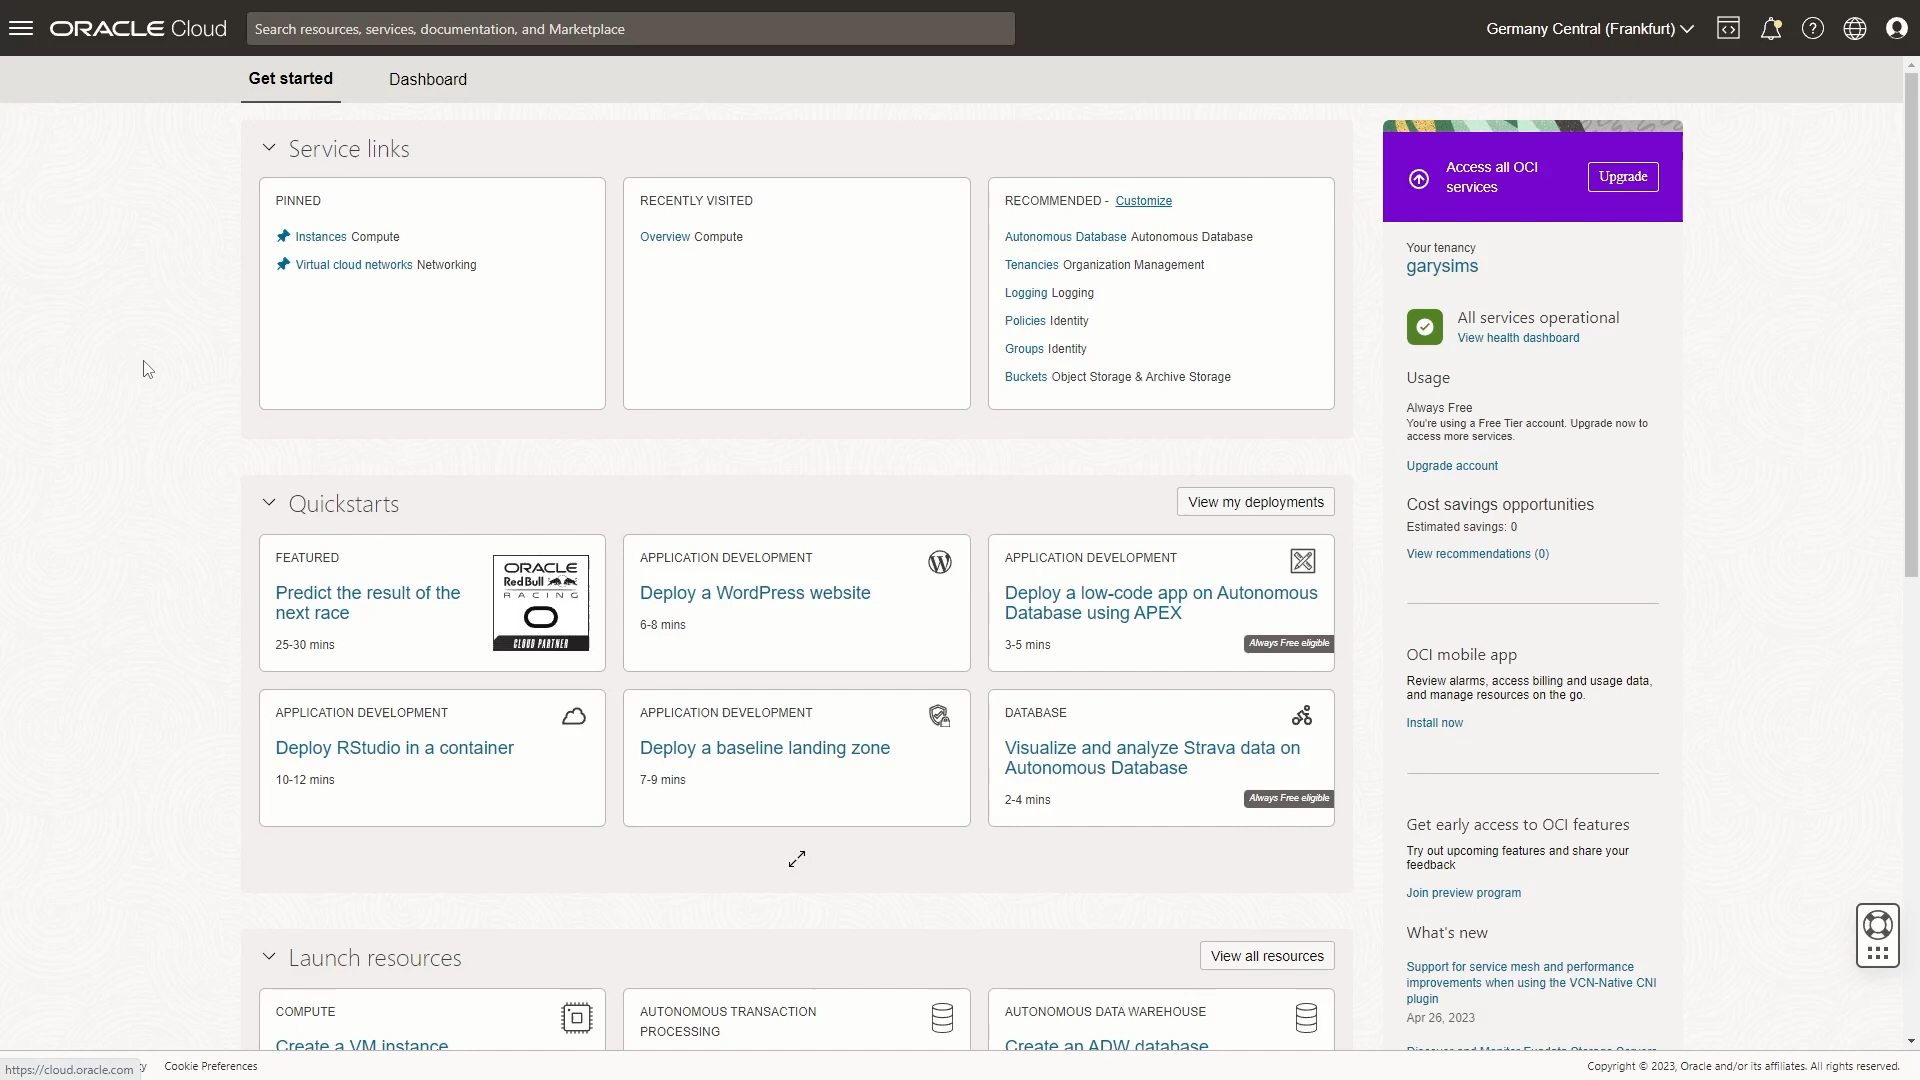 ORACLE Cloud
Search resources, services, documentation, and Marketplace
Germany Central (Frankfurt)
Get started
Dashboard
Service links
PINNED
Instances Compute
Virtual cloud networks Networking
RECENTLY VISITED
Overview Compute
RECOMMENDED - Customize
Autonomous Database Autonomous Database
Tenancies Organization Management
Logging Logging
Policies Identity
Groups Identity
Buckets Object Storage & Archive Storage
Access all OCI
services
Upgrade
Your tenancy
garysims
All services operational
View health dashboard
Usage
Always Free
You're using a Free Tier account. Upgrade now to
access more services.
Upgrade account
Cost savings opportunities
Estimated savings: 0
View recommendations (0)
Quickstarts
View my deployments
FEATURED
Predict the result of the
next race
25-30 mins
ORACLE
Red Bull
RACING
CLOUD PARTNER
APPLICATION DEVELOPMENT
Deploy a WordPress website
6-8 mins
APPLICATION DEVELOPMENT
Deploy a low-code app on Autonomous
Database using APEX
3-5 mins
Always Free eligible
APPLICATION DEVELOPMENT
Deploy RStudio in a container
10-12 mins
APPLICATION DEVELOPMENT
Deploy a baseline landing zone
7-9 mins
DATABASE
Visualize and analyze Strava data on
Autonomous Database
2-4 mins
Always Free eligible
OCI mobile app
Review alarms, access billing and usage data,
and manage resources on the go.
Install now
Get early access to OCI features
Try out upcoming features and share your
feedback
Join preview program
What's new
Support for service mesh and performance
improvements when using the VCN-Native CNI
plugin
Apr 26, 2023
Launch resources
View all resources
COMPUTE
Create a VM instance
AUTONOMOUS TRANSACTION
PROCESSING
AUTONOMOUS DATA WAREHOUSE
Create an ADW database
https://cloud.oracle.com
Cookie Preferences
Copyright © 2023, Oracle and/or its affiliates. All rights reserved.